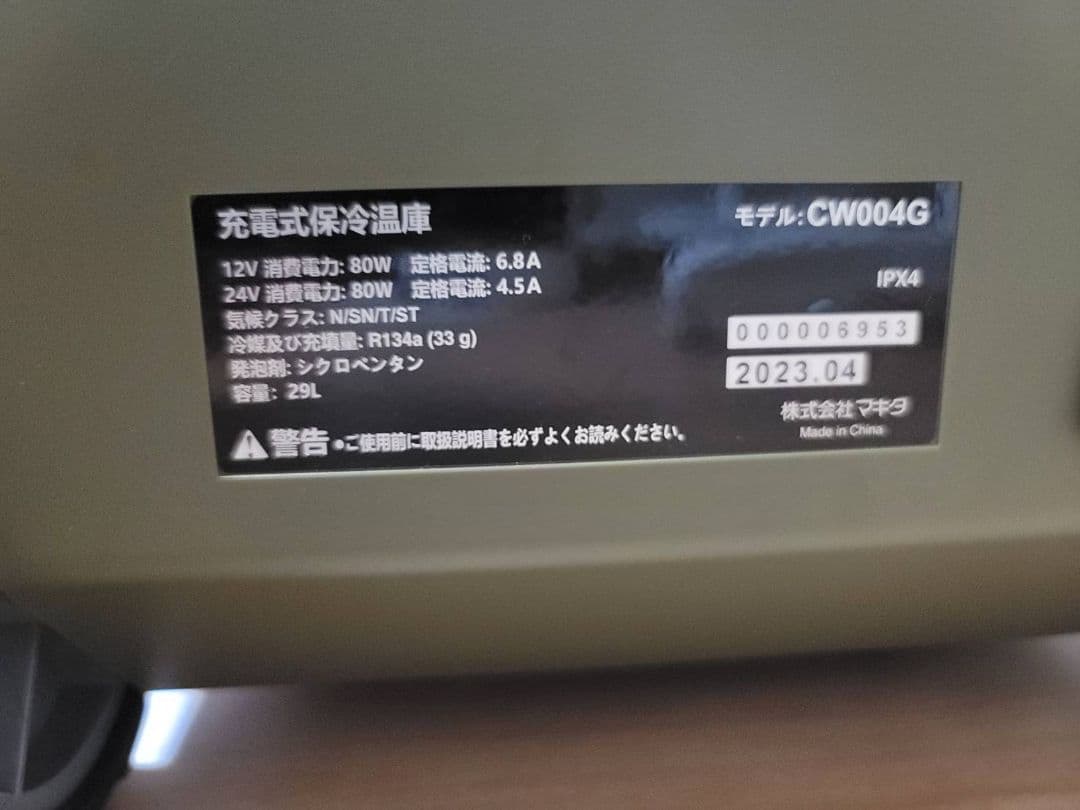 充電式保冷温庫
モデル:CW004G
12V 消費電力: 80W 定格電流: 6.8A
24V 消費電力: 80W 定格電流: 4.5A
IPX4
気候クラス: N/SN/T/ST
冷媒及び充填量: R134a (33 g)
000006953
発泡剤: シクロペンタン
2023.04
容量: 29L
株式会社マキタ
Made in China
警告 ●ご使用前に取扱説明書を必ずよくお読みください。